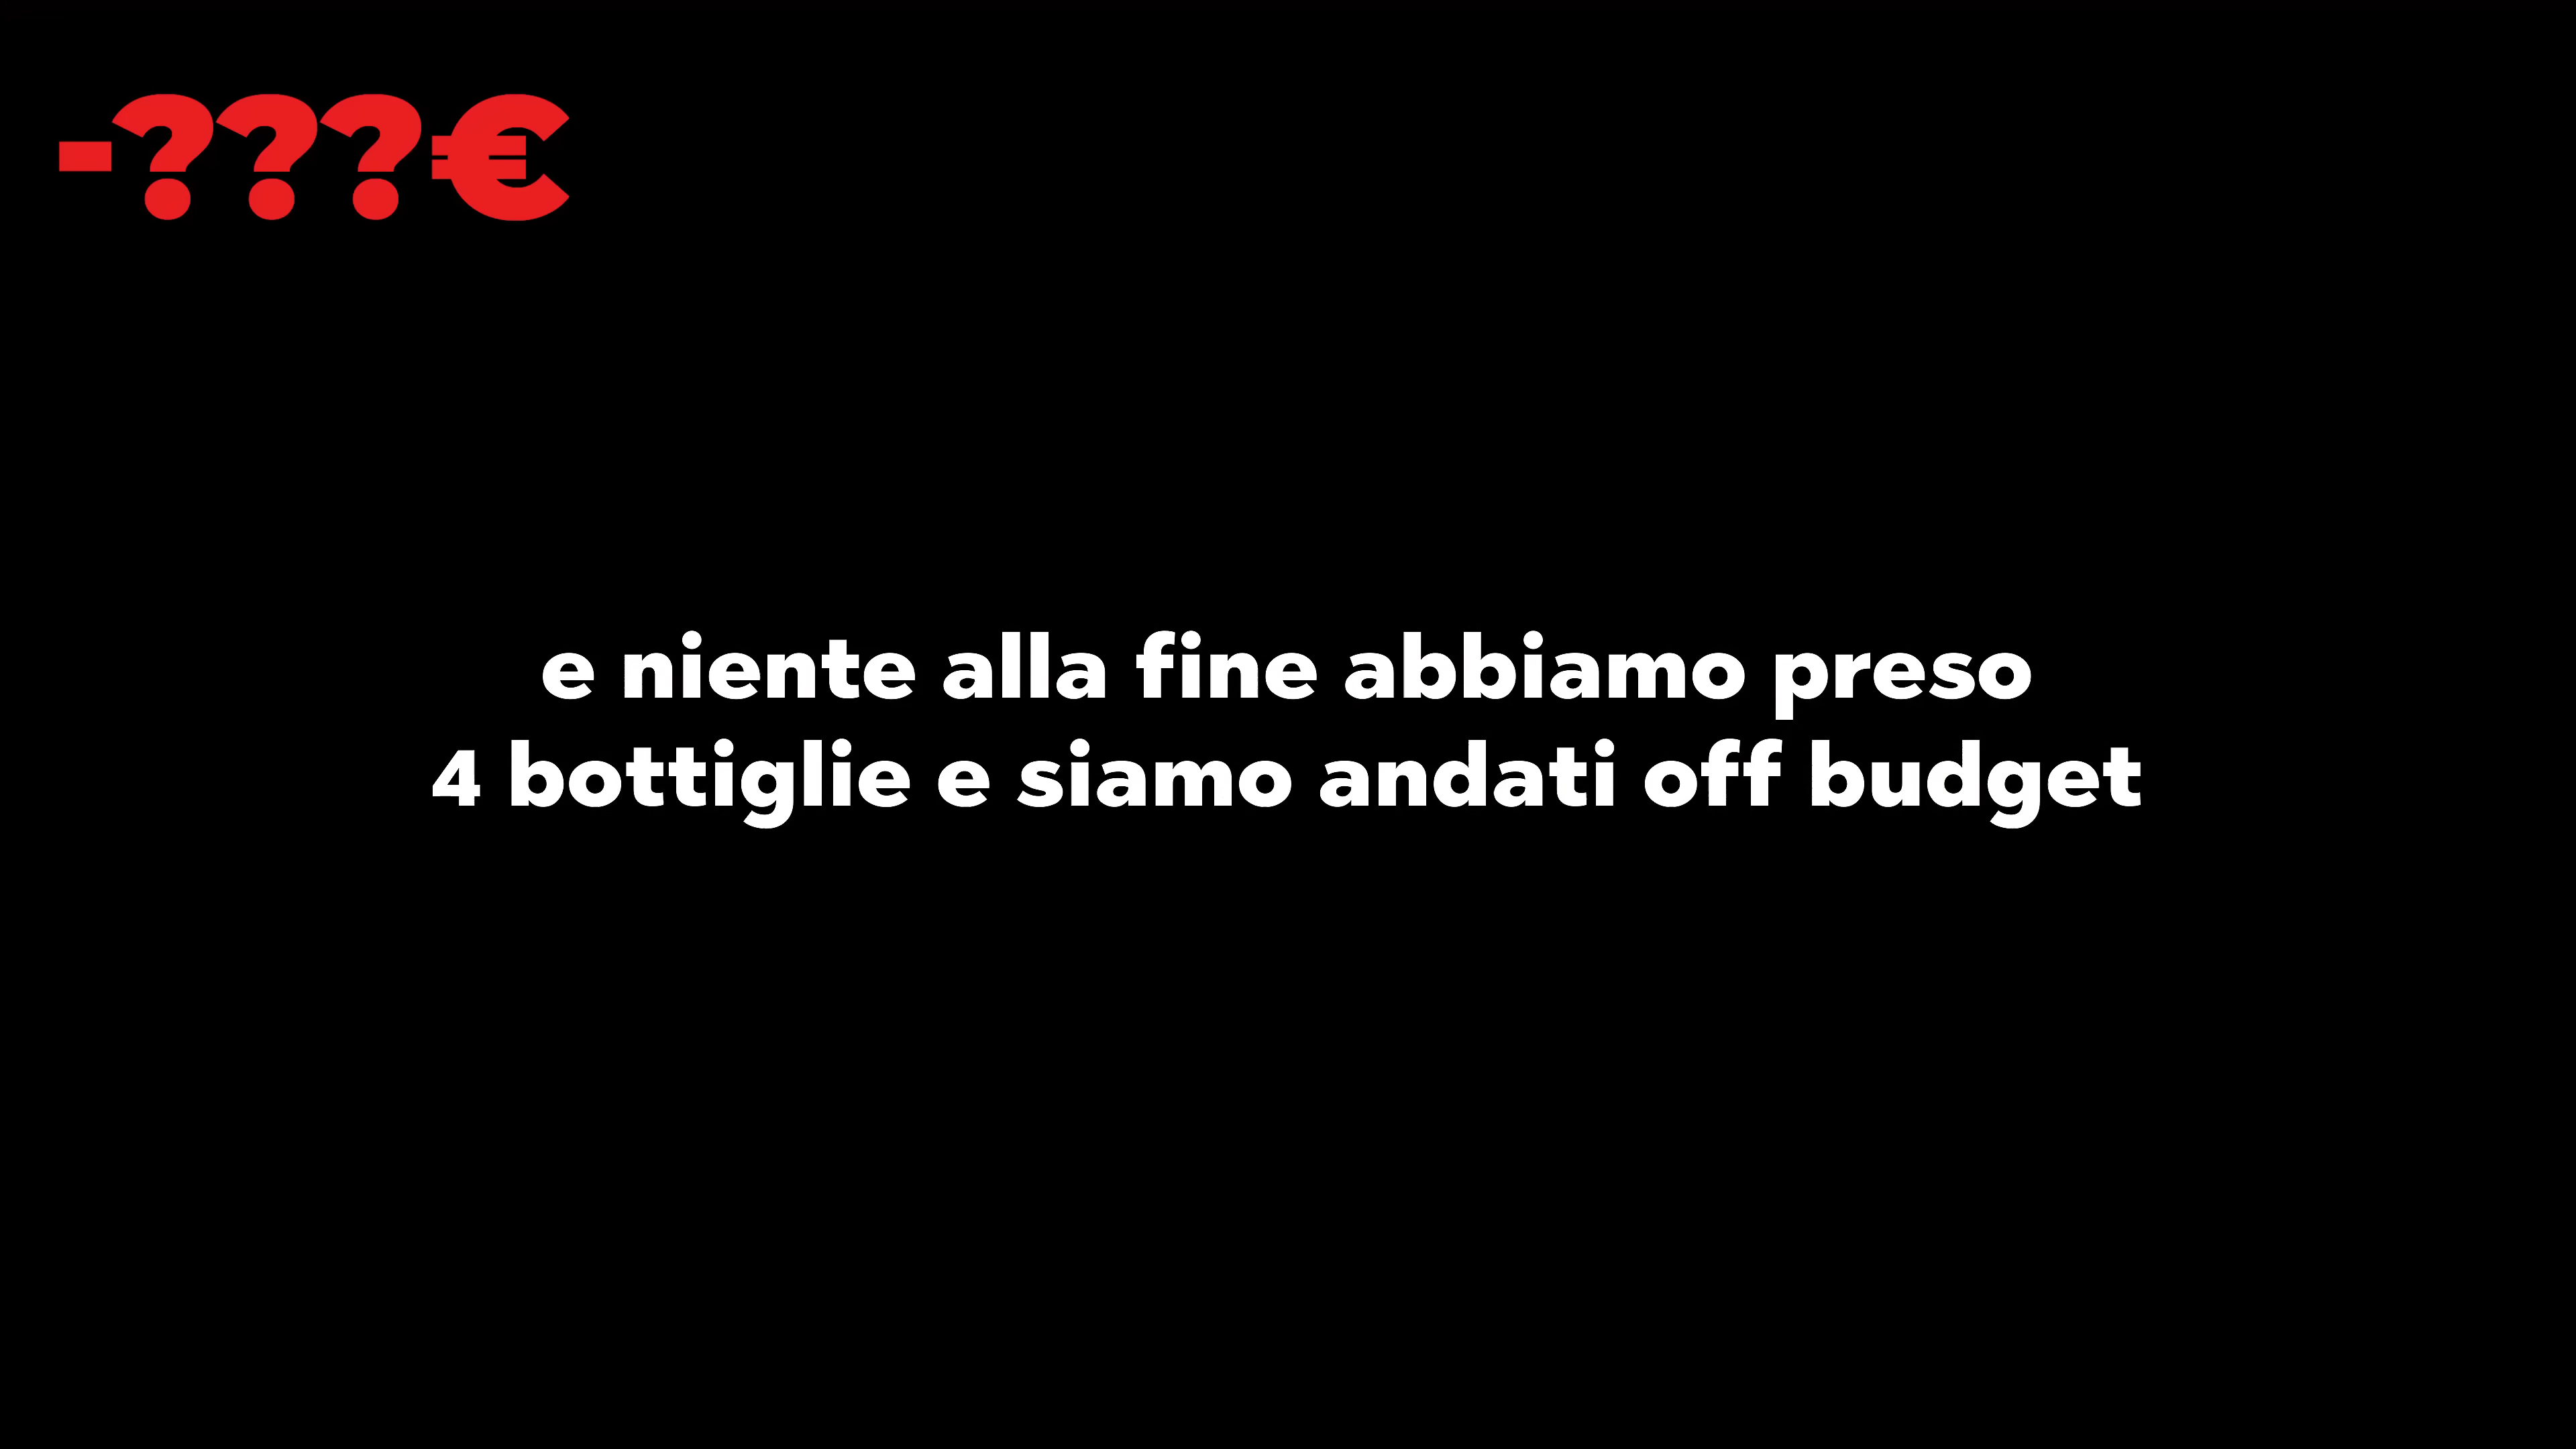 -???€
e niente alla fine abbiamo preso
4 bottiglie e siamo andati off budget